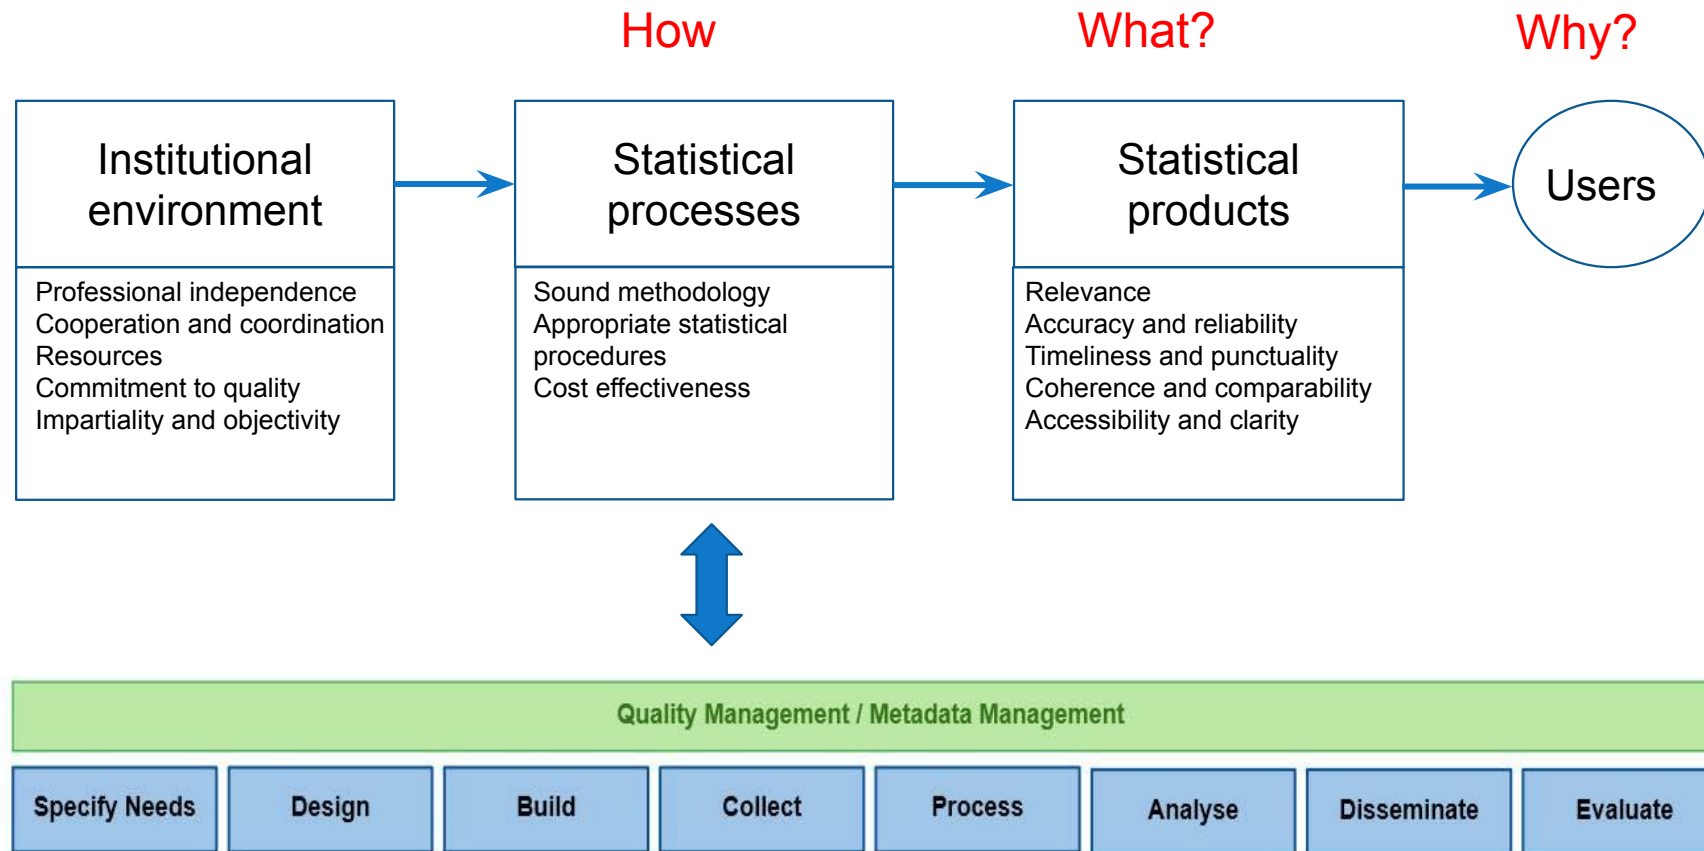 How
What?
Why?
Institutional
environment
Statistical
processes
Statistical
products
Users
Professional independence
Cooperation and coordination
Resources
Commitment to quality
Impartiality and objectivity
Sound methodology
Appropriate statistical
procedures
Cost effectiveness
Relevance
Accuracy and reliability
Timeliness and punctuality
Coherence and comparability
Accessibility and clarity
Quality Management / Metadata Management
Specify Needs
Design
Build
Collect
Process
Analyse
Disseminate
Evaluate